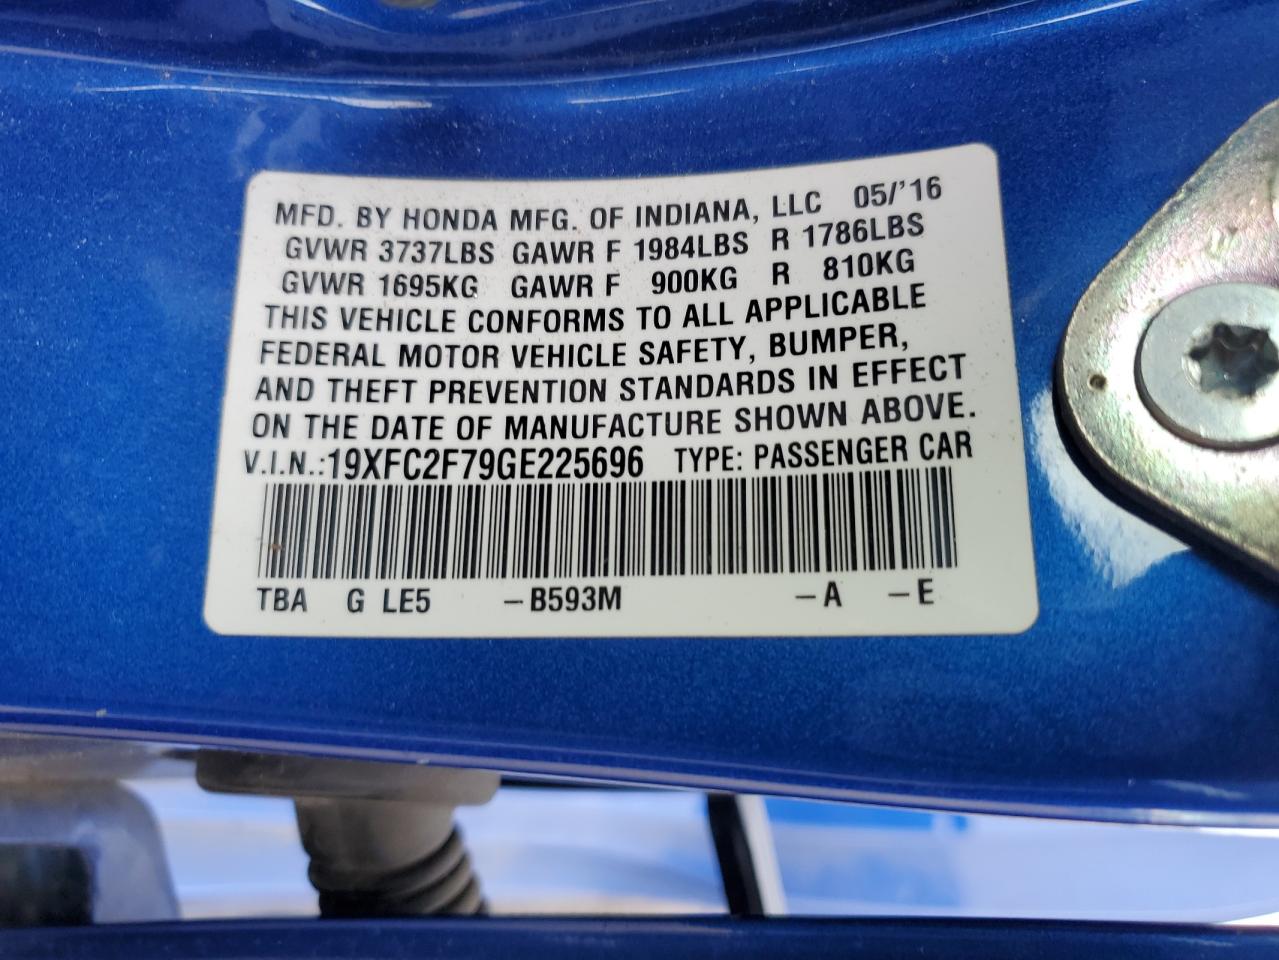 MFD. BY HONDA MFG. OF INDIANA, LLC 05/'16
GVWR 3737LBS GAWR F 1984LBS R 1786LBS
GVWR 1695KG GAWR F 900KG R 810KG
THIS VEHICLE CONFORMS TO ALL APPLICABLE
FEDERAL MOTOR VEHICLE SAFETY, BUMPER,
AND THEFT PREVENTION STANDARDS IN EFFECT
ON THE DATE OF MANUFACTURE SHOWN ABOVE.
V.I.N.:19XFC2F79GE225696 TYPE: PASSENGER CAR
TBA G LE5 -B593M -A -E